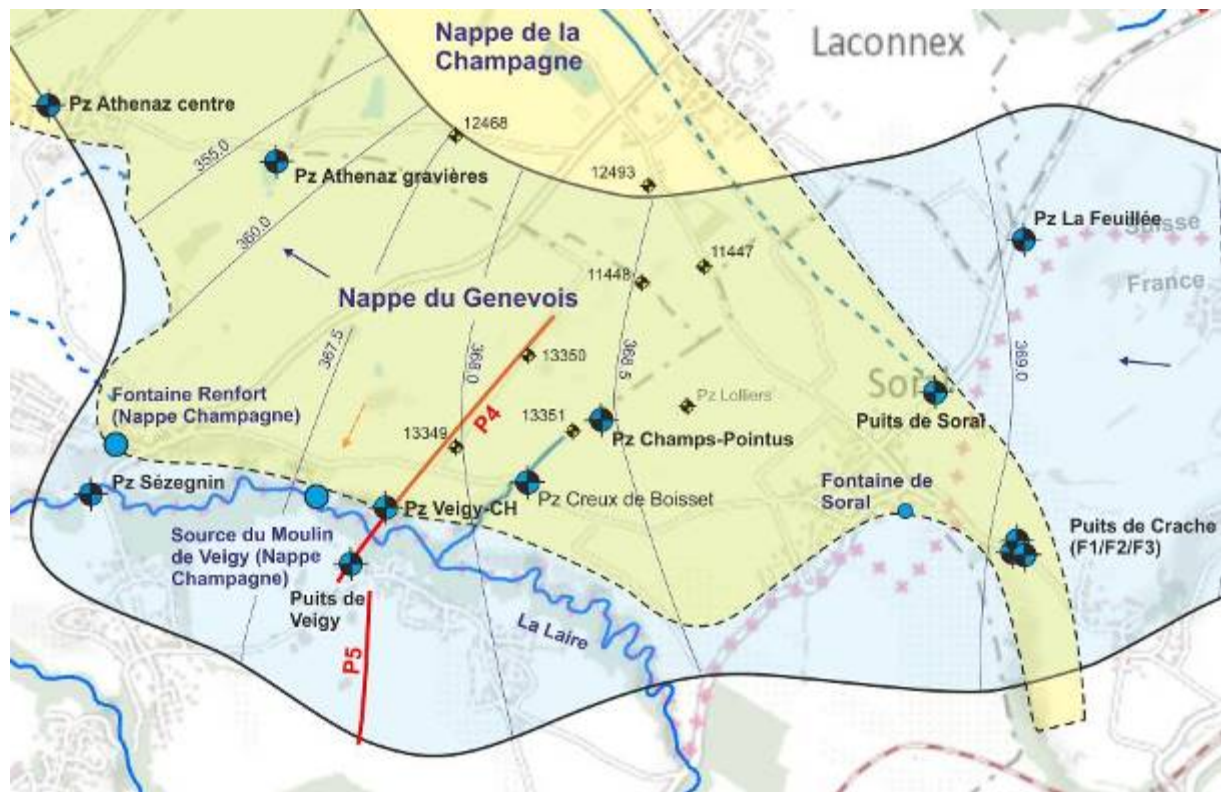 Nappe de la
Champagne
Laconnex
Pz Athenaz centre
12468
355.0
Pz Athenaz gravières
12493
Pz La Feuillée
Suisse
360.0
11447
11448
France
Nappe du Genevois
367.5
368.0
368.5
369.0
13350
Fontaine Renfort
(Nappe Champagne)
Pz Lolliers
P4
13351
Puits de Soral
13349
Pz Champs-Pointus
Pz Sézegnin
Pz Creux de Boisset
Fontaine de
Soral
Pz Veigy-CH
Source du Moulin
de Veigy (Nappe
Champagne)
Puits de Crache
(F1/F2/F3)
Puits de
Veigy
La Laire
P5